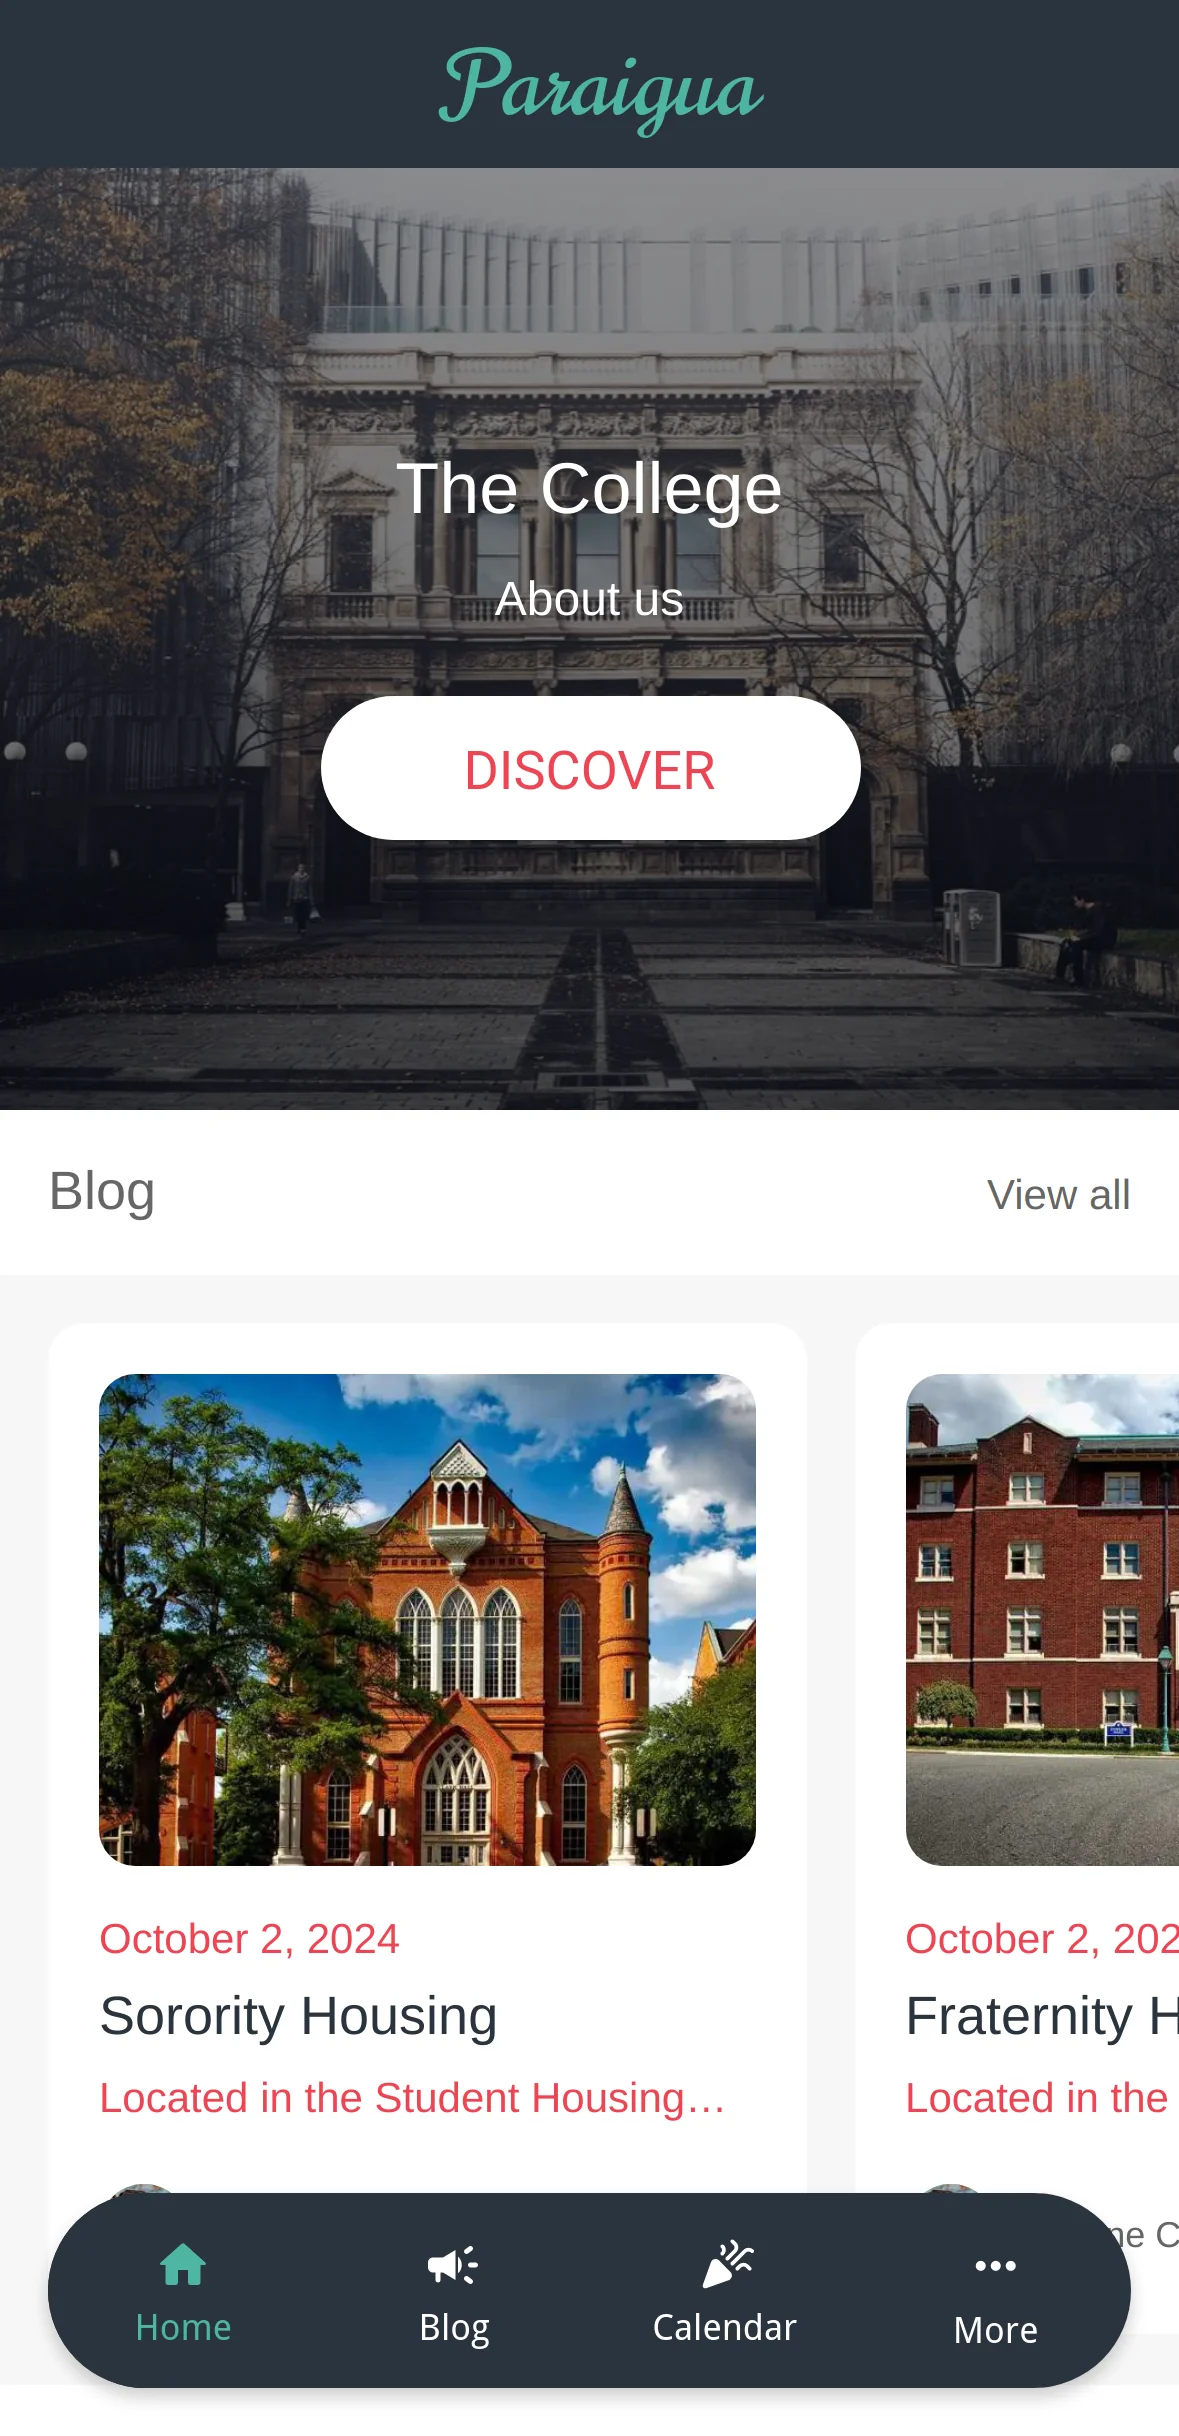 Paraigua
The College
About us
DISCOVER
Blog
View all
October 2, 2024
Sorority Housing
Located in the Student Housing…
October 2, 202
Fraternity H
Located in the
Home
Blog
Calendar
More